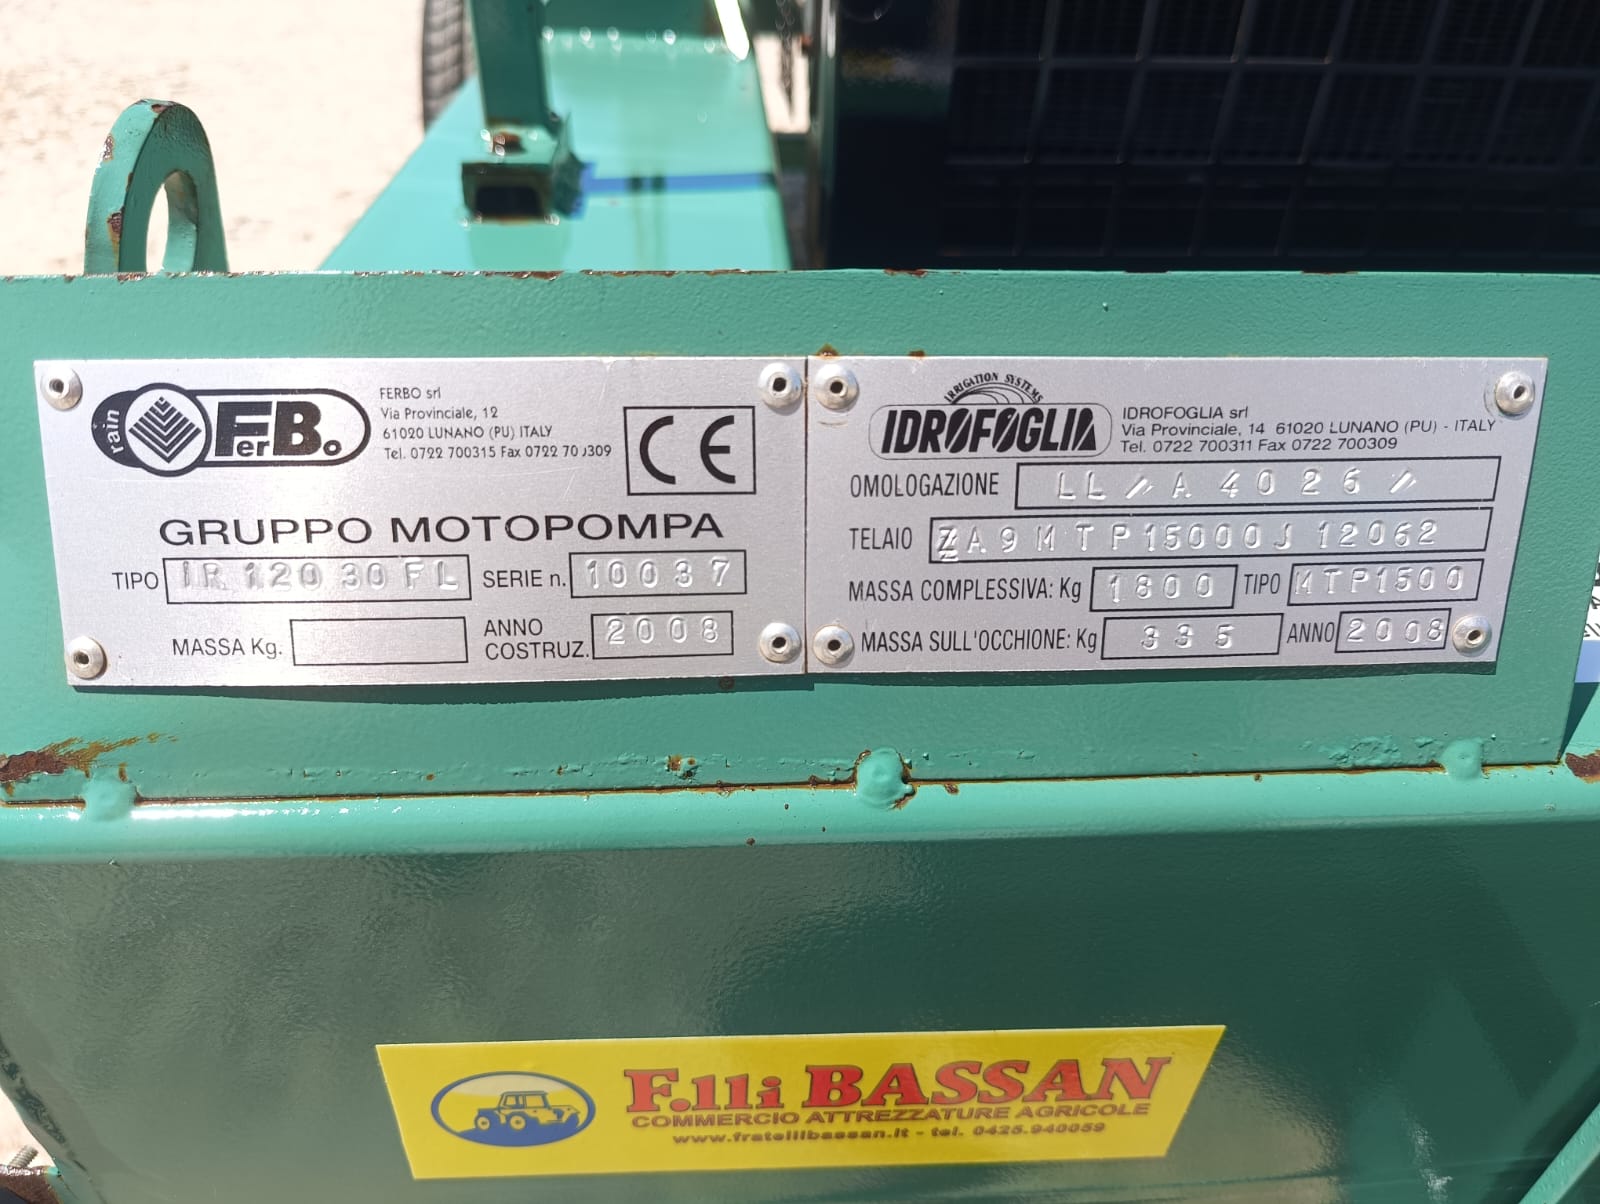 rain FerBo
FERBO srl
Via Provinciale, 12
61020 LUNANO (PU) ITALY
Tel. 0722 700315 Fax 0722 70 309
CE
GRUPPO MOTOPOMPA
TIPO IR 120 30 FL SERIE n. 10037
MASSA Kg. ANNO COSTRUZ. 2008
IRRIGATION SYSTEMS
IDROFOGLIA
IDROFOGLIA srl
Via Provinciale, 14 61020 LUNANO (PU) - ITALY
Tel. 0722 700311 Fax 0722 700309
OMOLOGAZIONE LL / A 4026 /
TELAIO ZA9MTP15000J12062
MASSA COMPLESSIVA: Kg 1800 TIPO MTP1500
MASSA SULL'OCCHIONE: Kg 335 ANNO 2008
F.lli BASSAN
COMMERCIO ATTREZZATURE AGRICOLE
www.fratellibassan.it - tel. 0425.940059